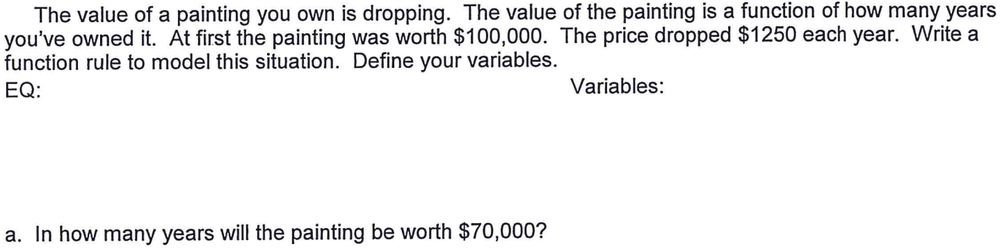 The value of a painting you own is dropping. The value of the painting is a function of how many years
you've owned it. At first the painting was worth $100,000. The price dropped $1250 each year. Write a
function rule to model this situation. Define your variables.
EQ:
Variables:
a. In how many years will the painting be worth $70,000?